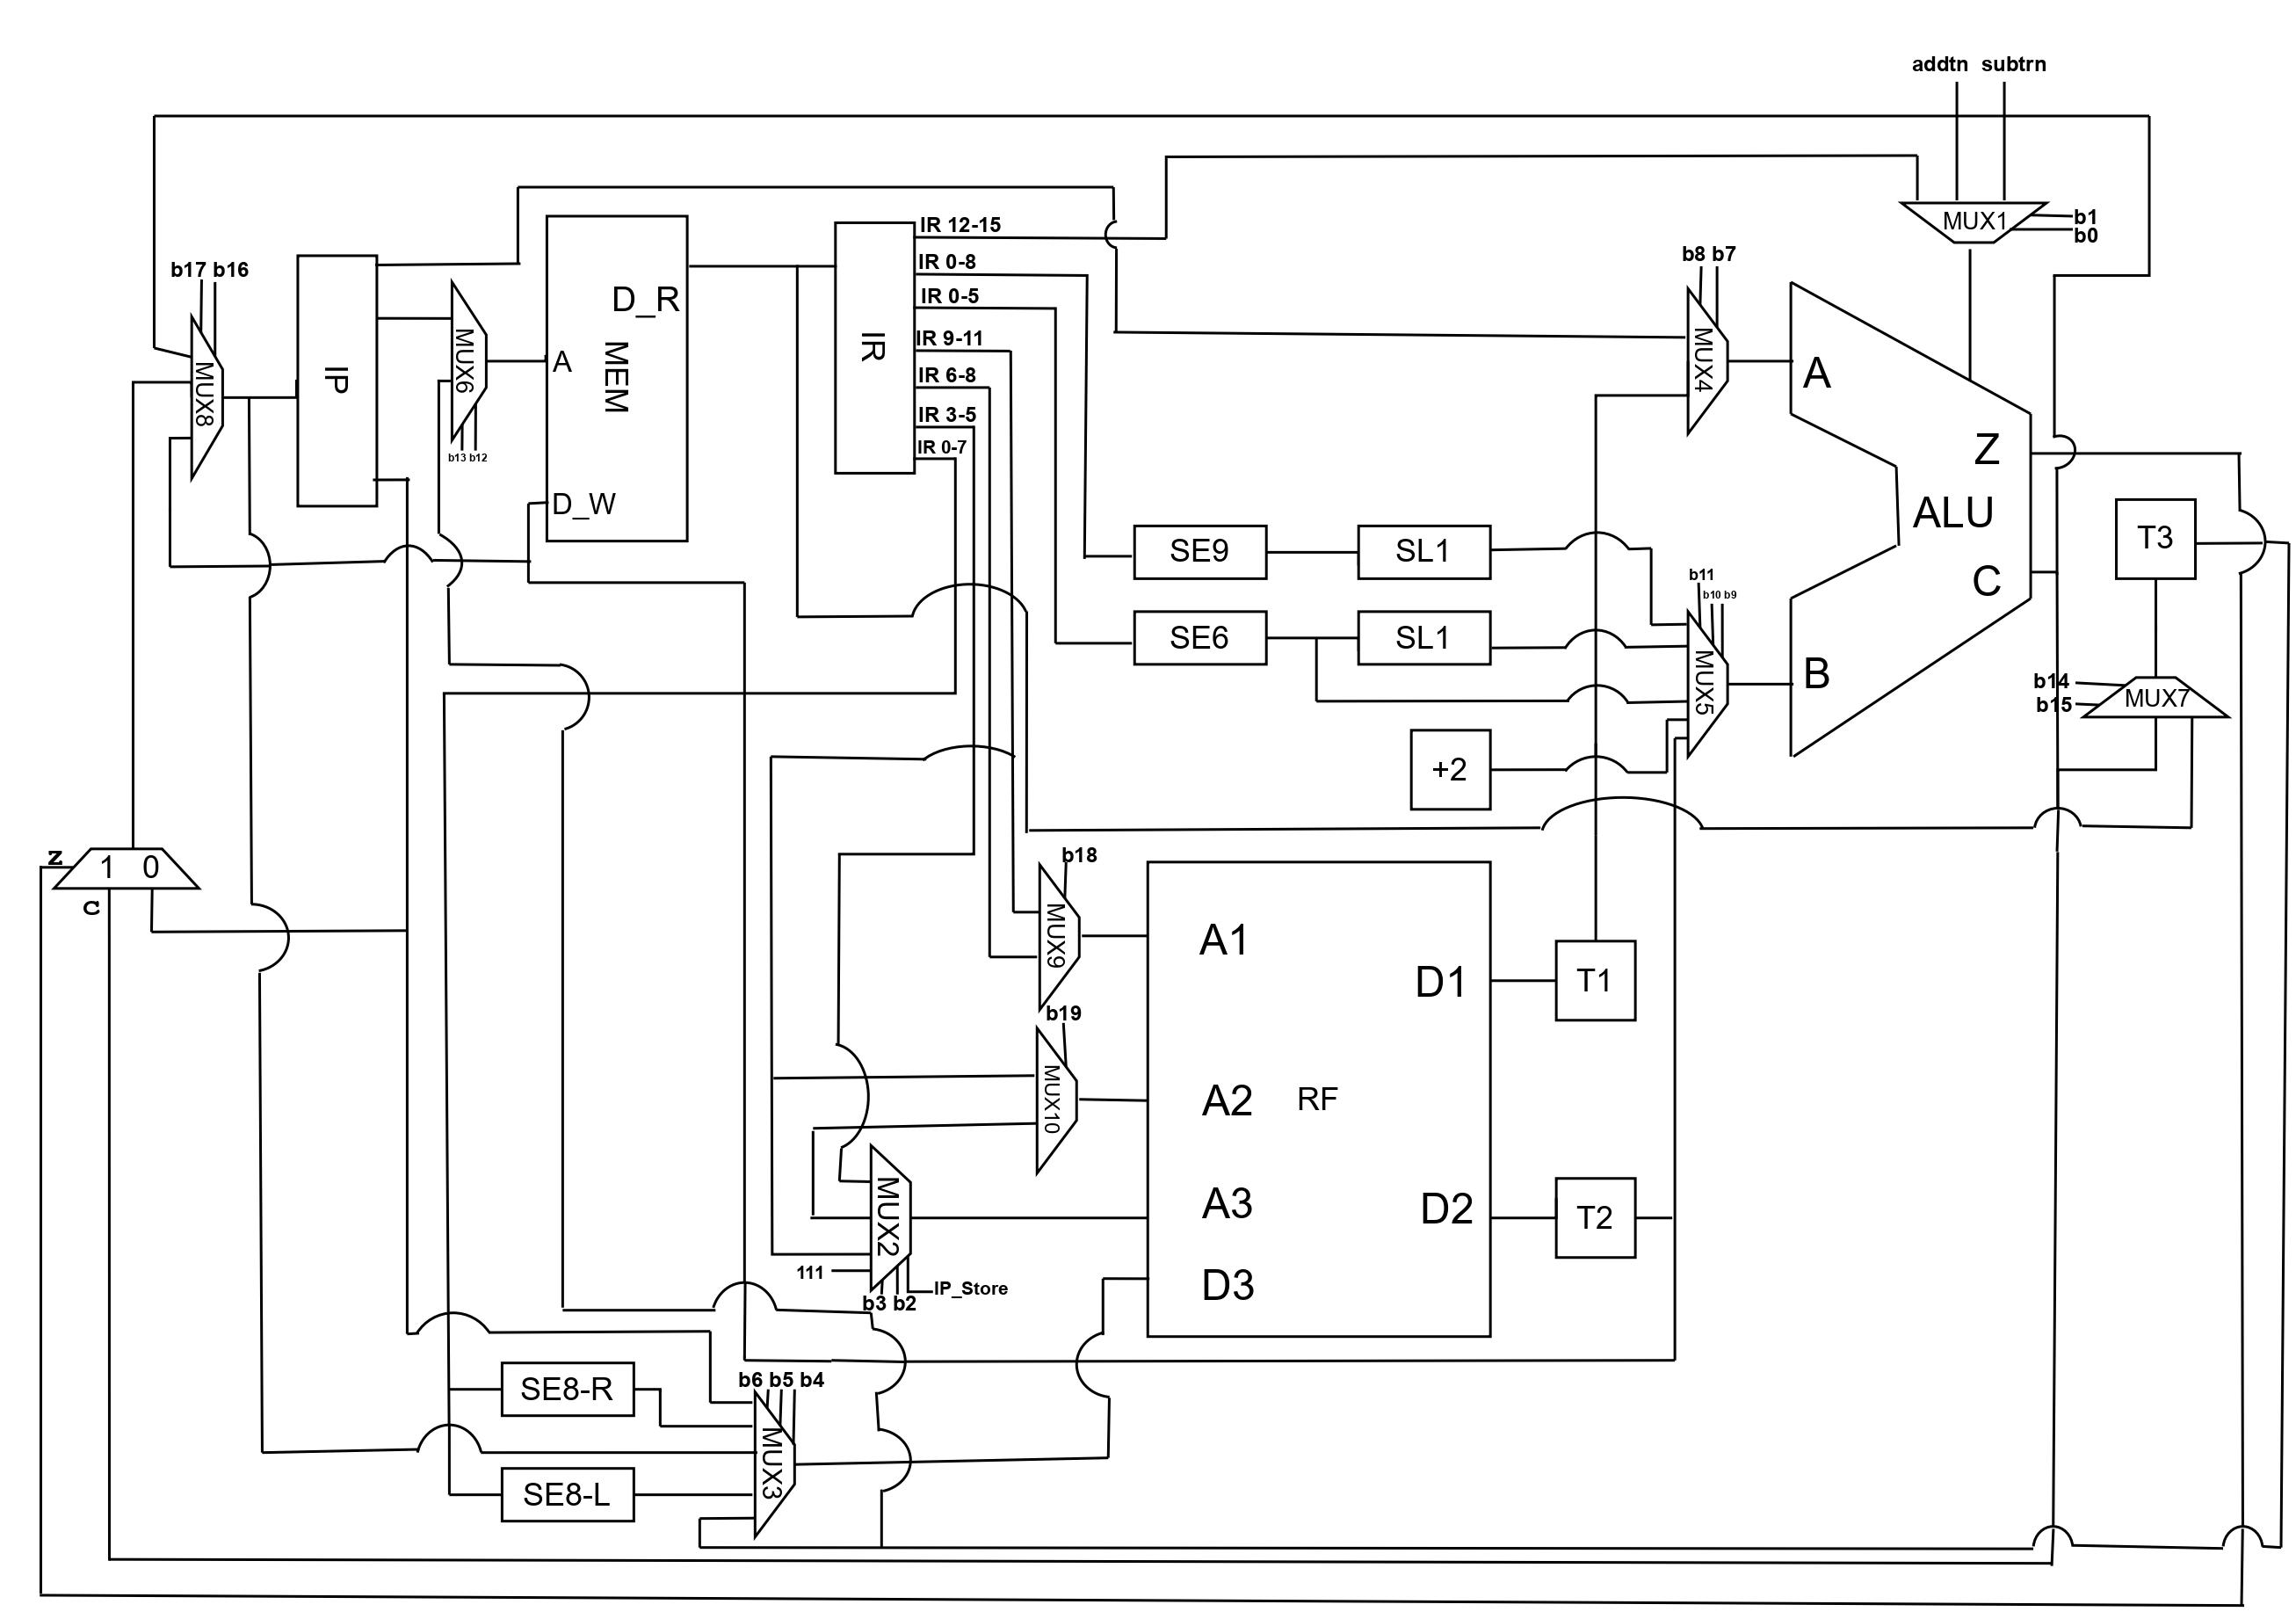 addtn subtrn
MUX1
b1
b0
IR 12-15
b8 b7
IR 0-8
b17 b16
D_R
IR 0-5
IR 9-11
MUX6
IR
MUX4
A
A
IP
MEM
MUX8
IR 6-8
IR 3-5
IR 0-7
b13 b12
Z
D_W
ALU
T3
SE9
SL1
C
b11
b10 b9
SE6
SL1
MUX5
B
b14
b15
MUX7
+2
z
1 0
b18
C
MUX9
A1
D1
T1
b19
MUX10
A2
RF
A3
D2
T2
MUX2
111
IP_Store
D3
b3 b2
b6 b5 b4
SE8-R
MUX3
SE8-L